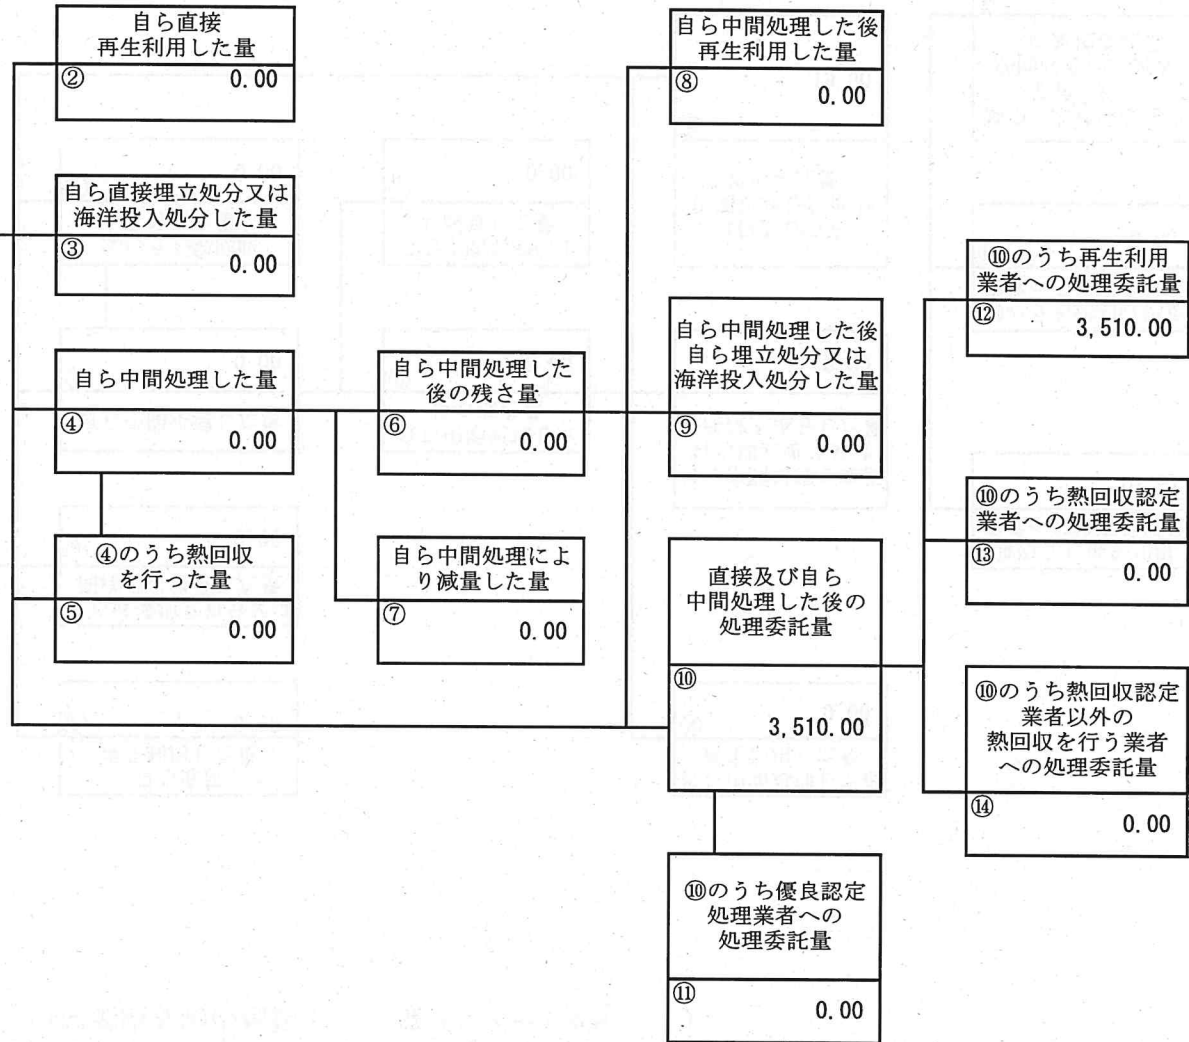 自ら直接
再生利用した量
② 0.00
自ら直接埋立処分又は
海洋投入処分した量
③ 0.00
自ら中間処理した量
④ 0.00
④のうち熱回収
を行った量
⑤ 0.00
自ら中間処理した
後の残さ量
⑥ 0.00
自ら中間処理によ
り減量した量
⑦ 0.00
自ら中間処理した後
再生利用した量
⑧ 0.00
自ら中間処理した後
自ら埋立処分又は
海洋投入処分した量
⑨ 0.00
直接及び自ら
中間処理した後の
処理委託量
⑩
3,510.00
⑩のうち優良認定
処理業者への
処理委託量
⑪ 0.00
⑩のうち再生利用
業者への処理委託量
⑫ 3,510.00
⑩のうち熱回収認定
業者への処理委託量
⑬ 0.00
⑩のうち熱回収認定
業者以外の
熱回収を行う業者
への処理委託量
⑭ 0.00